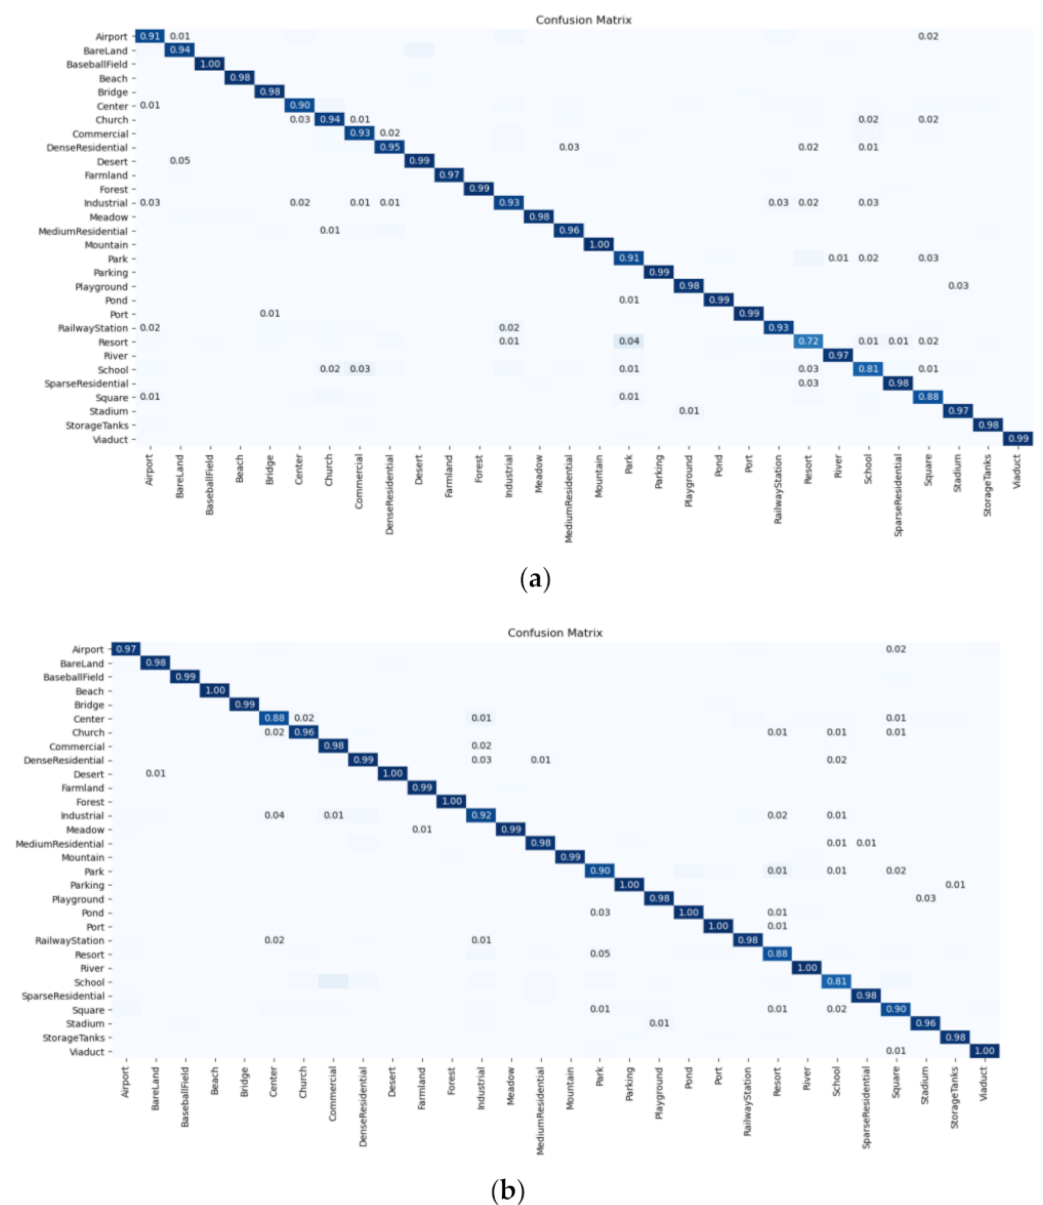 Confusion Matrix
Airport 0.91 0.01 0.02
BareLand 0.94
BaseballField 1.00
Beach 0.98
Bridge 0.98
Center 0.01 0.90
Church 0.03 0.94 0.01 0.02 0.02
Commercial 0.93 0.02
DenseResidential 0.95 0.03 0.02 0.01
Desert 0.05 0.99
Farmland 0.97
Forest 0.99
Industrial 0.03 0.02 0.01 0.01 0.93 0.03 0.02 0.03
Meadow 0.98
MediumResidential 0.01 0.96
Mountain 1.00
Park 0.91 0.01 0.02 0.03
Parking 0.99
Playground 0.98 0.03
Pond 0.01 0.99
Port 0.01 0.99
RailwayStation 0.02 0.02 0.93
Resort 0.01 0.04 0.72 0.01 0.01 0.02
River 0.97
School 0.02 0.03 0.01 0.03 0.81 0.01
SparseResidential 0.03 0.98
Square 0.01 0.01 0.88
Stadium 0.01 0.97
StorageTanks 0.98
Viaduct 0.99
Airport BareLand BaseballField Beach Bridge Center Church Commercial DenseResidential Desert Farmland Forest Industrial Meadow MediumResidential Mountain Park Parking Playground Pond Port RailwayStation Resort River School SparseResidential Square Stadium StorageTanks Viaduct
(a)
Confusion Matrix
Airport 0.97 0.02
BareLand 0.98
BaseballField 0.99
Beach 1.00
Bridge 0.99
Center 0.88 0.02 0.01 0.01
Church 0.02 0.96 0.01 0.01 0.01
Commercial 0.98 0.02
DenseResidential 0.99 0.03 0.01 0.02
Desert 0.01 1.00
Farmland 0.99
Forest 1.00
Industrial 0.04 0.01 0.92 0.02 0.01
Meadow 0.01 0.99
MediumResidential 0.98 0.01 0.01
Mountain 0.99
Park 0.90 0.01 0.01 0.02
Parking 1.00 0.01
Playground 0.98 0.03
Pond 0.03 1.00 0.01
Port 1.00 0.01
RailwayStation 0.02 0.01 0.98
Resort 0.05 0.88
River 1.00
School 0.81
SparseResidential 0.98
Square 0.01 0.01 0.02 0.90
Stadium 0.01 0.96
StorageTanks 0.98
Viaduct 0.01 1.00
Airport BareLand BaseballField Beach Bridge Center Church Commercial DenseResidential Desert Farmland Forest Industrial Meadow MediumResidential Mountain Park Parking Playground Pond Port RailwayStation Resort River School SparseResidential Square Stadium StorageTanks Viaduct
(b)